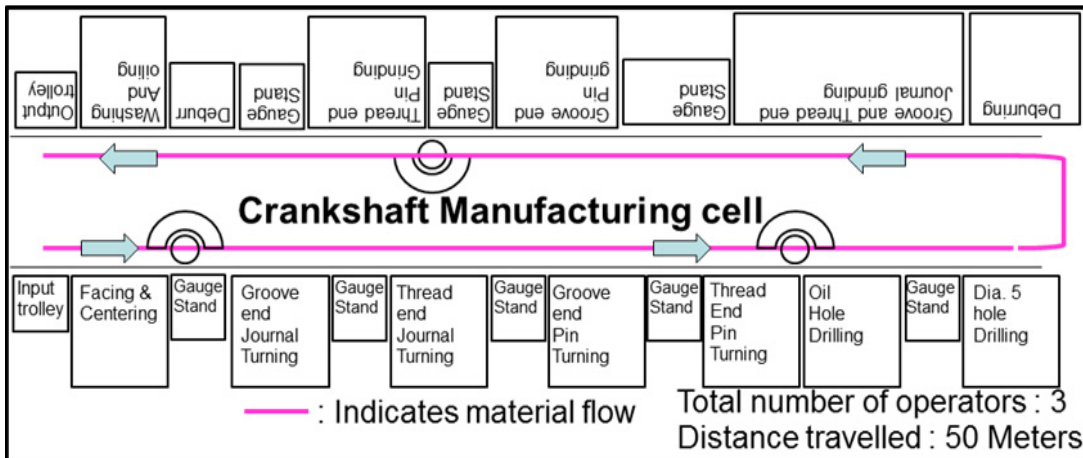 Output
trolley
Washing
And
oiling
Deburr
Gauge
Stand
Thread end
Pin
Grinding
Gauge
Stand
Groove end
Pin
grinding
Gauge
Stand
Groove and Thread end
Journal grinding
Deburring
Crankshaft Manufacturing cell
Input
trolley
Facing &
Centering
Gauge
Stand
Groove
end
Journal
Turning
Gauge
Stand
Thread
end
Journal
Turning
Gauge
Stand
Groove
end
Pin
Turning
Gauge
Stand
Thread
End
Pin
Turning
Oil
Hole
Drilling
Gauge
Stand
Dia. 5
hole
Drilling
: Indicates material flow
Total number of operators : 3
Distance travelled : 50 Meters